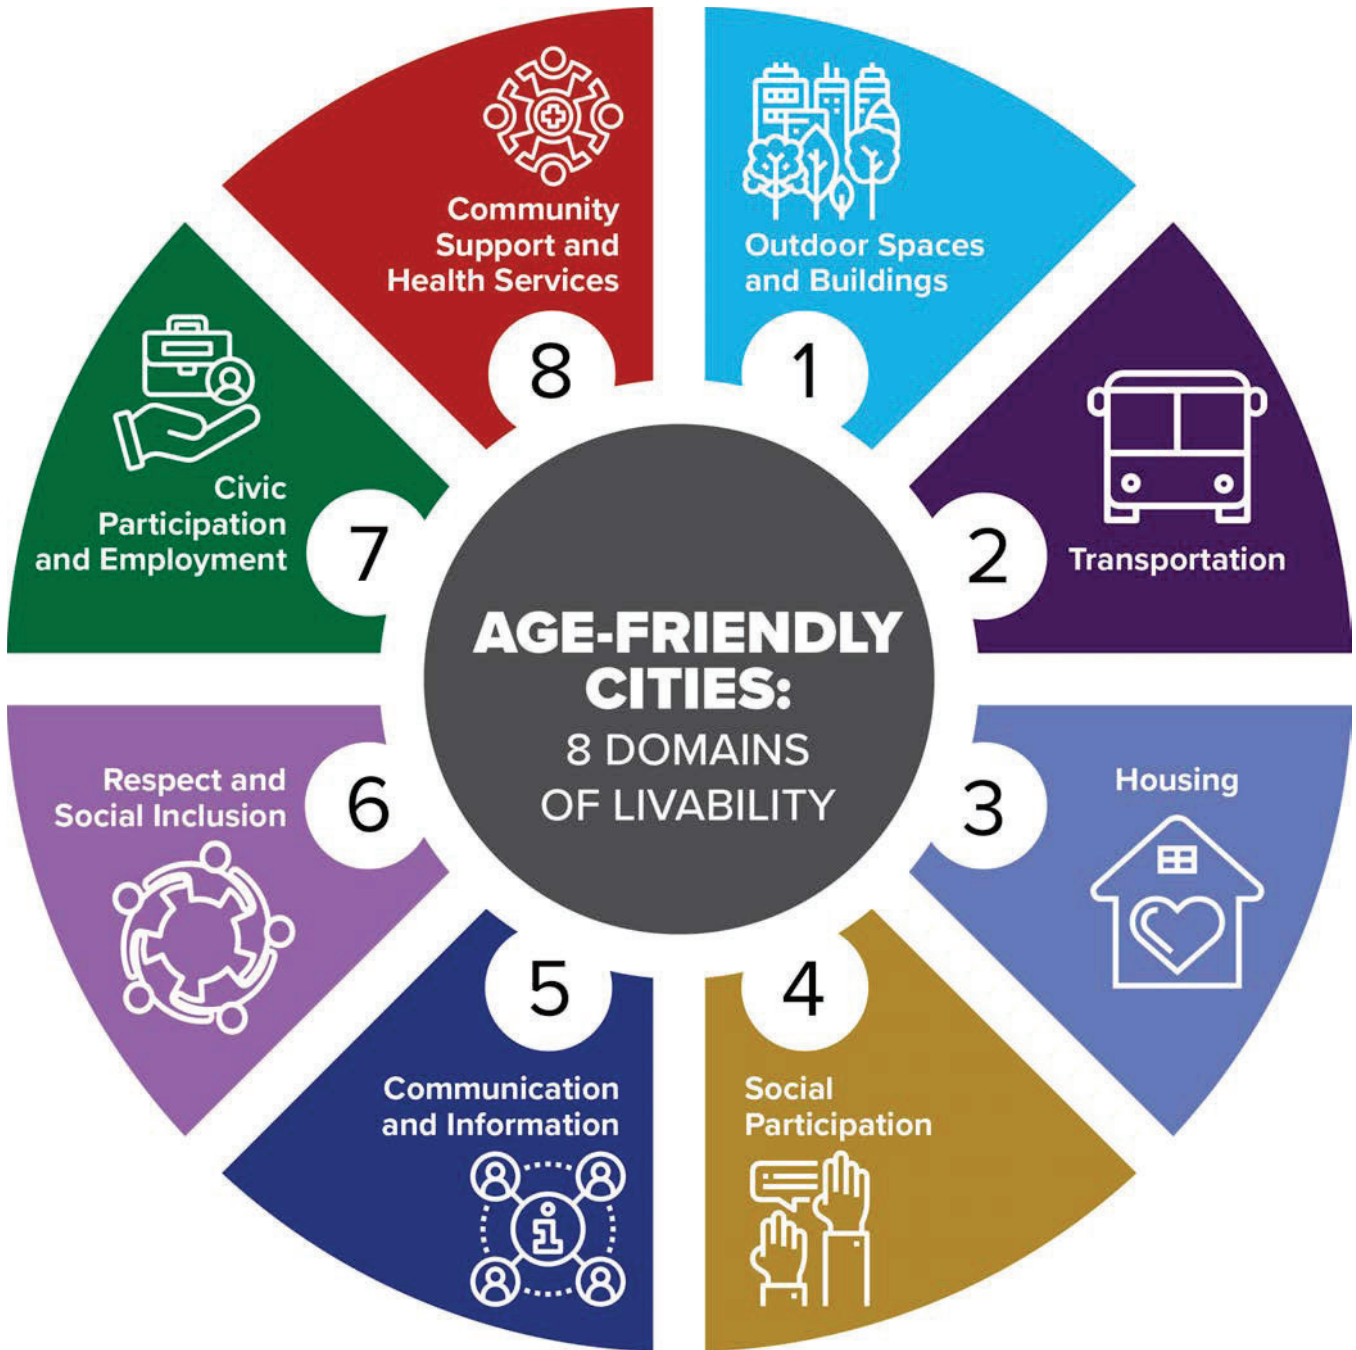 AGE-FRIENDLY
CITIES:
8 DOMAINS
OF LIVABILITY
1
Outdoor Spaces
and Buildings
2
Transportation
3
Housing
4
Social
Participation
5
Communication
and Information
i
6
Respect and
Social Inclusion
7
Civic
Participation
and Employment
8
Community
Support and
Health Services